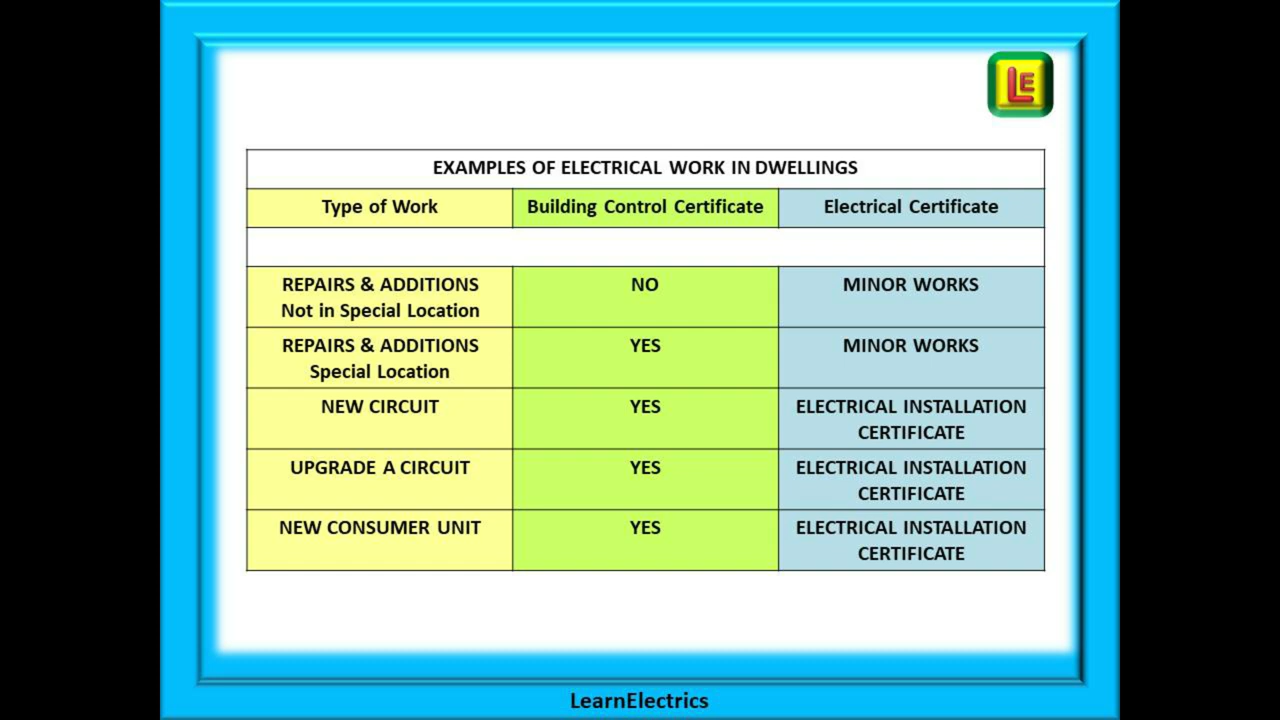 LE
EXAMPLES OF ELECTRICAL WORK IN DWELLINGS
Type of Work
Building Control Certificate
Electrical Certificate
REPAIRS & ADDITIONS
Not in Special Location
NO
MINOR WORKS
REPAIRS & ADDITIONS
Special Location
YES
MINOR WORKS
NEW CIRCUIT
YES
ELECTRICAL INSTALLATION
CERTIFICATE
UPGRADE A CIRCUIT
YES
ELECTRICAL INSTALLATION
CERTIFICATE
NEW CONSUMER UNIT
YES
ELECTRICAL INSTALLATION
CERTIFICATE
LearnElectrics